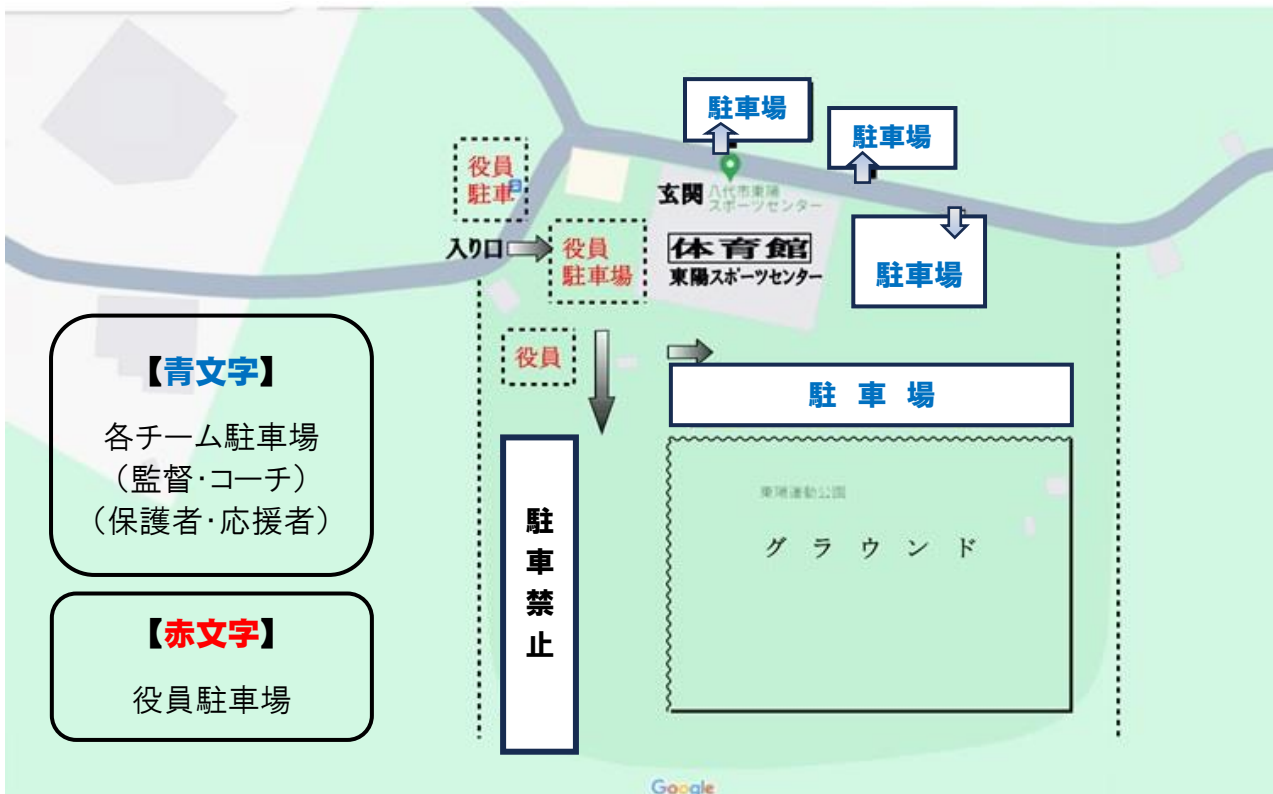 駐車場
駐車場
役員
駐車
玄関
八代市東陽
スポーツセンター
入り口
役員
駐車場
体育館
東陽スポーツセンター
駐車場
役員
駐 車 場
【青文字】
各チーム駐車場
（監督・コーチ）
（保護者・応援者）
駐車禁止
東陽運動公園
グ ラ ウ ン ド
【赤文字】
役員駐車場
Google